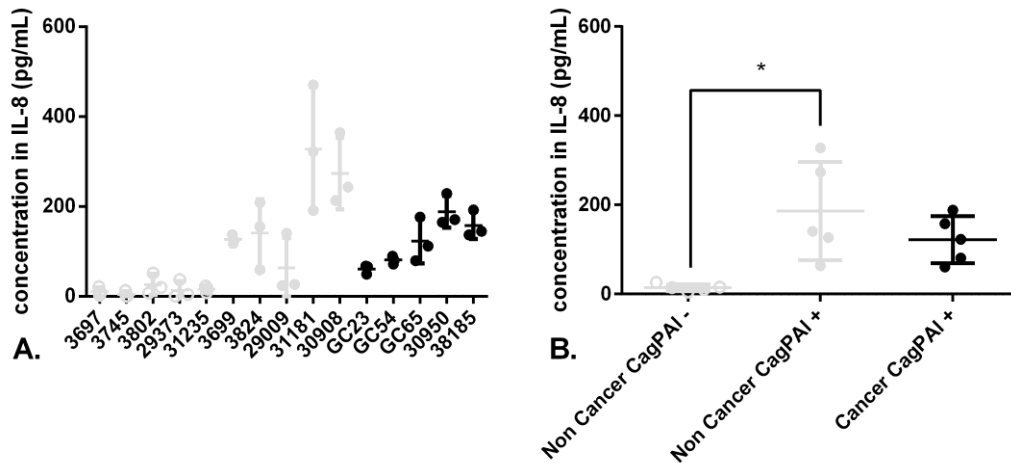 concentration in IL-8 (pg/mL)
600
400
200
0
3697
3745
3802
29373
31235
3699
3824
29009
31181
30908
GC23
GC54
GC65
30950
38185
A.
concentration in IL-8 (pg/mL)
600
400
200
0
*
Non Cancer CagPAI -
Non Cancer CagPAI +
Cancer CagPAI +
B.